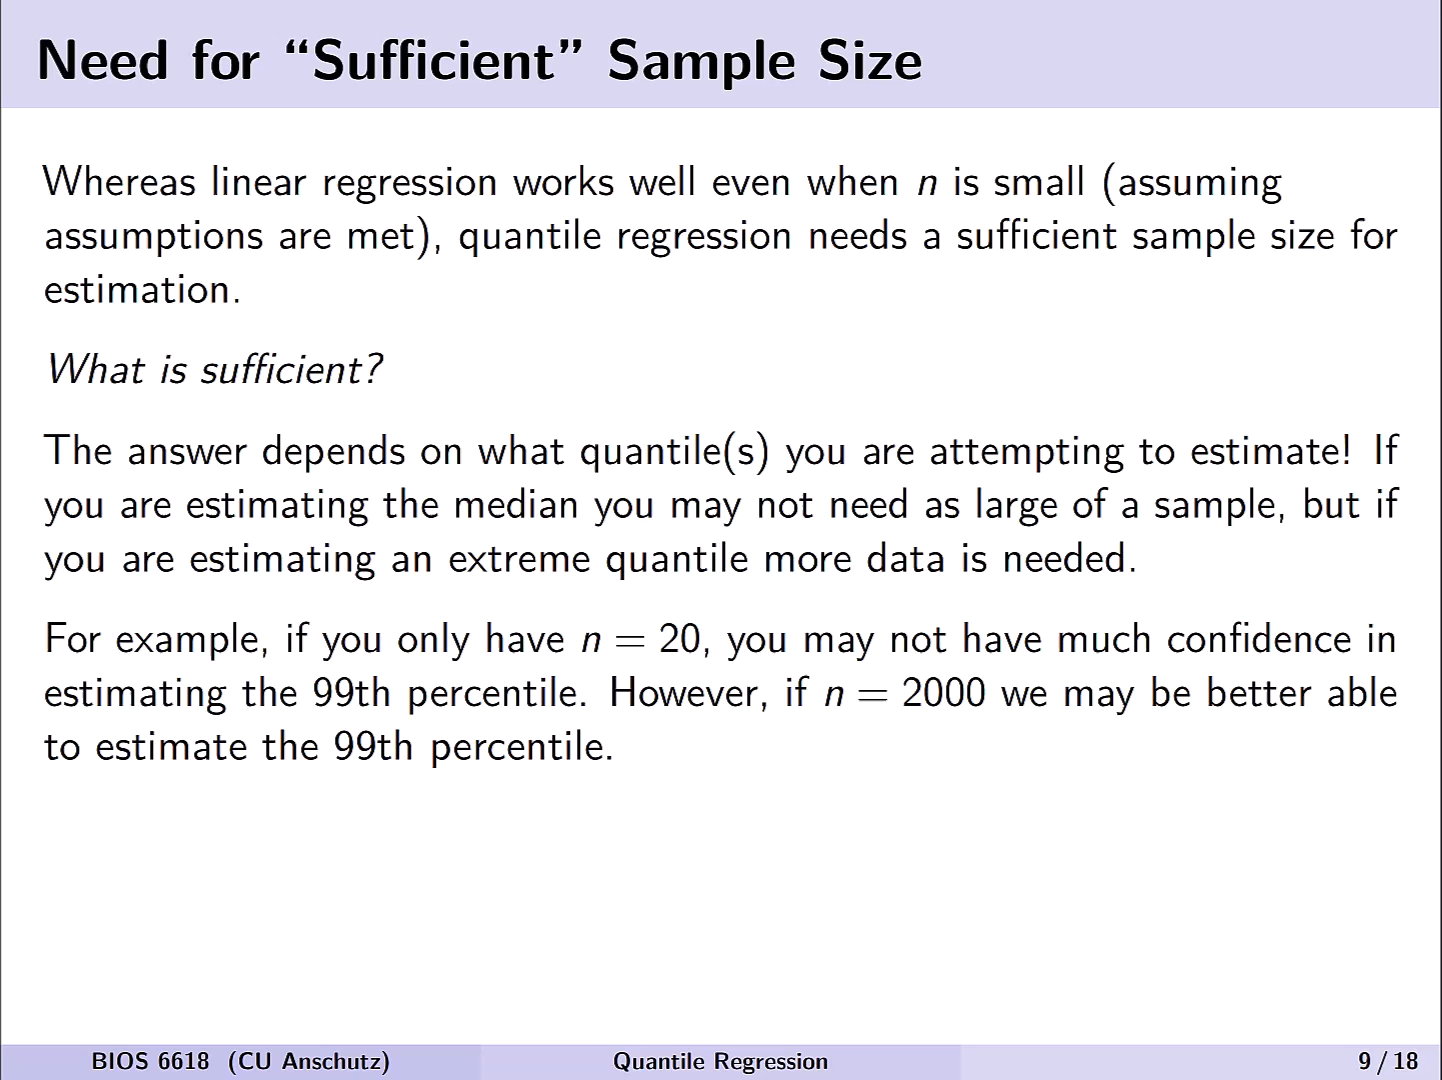 Need for “Sufficient” Sample Size
Whereas linear regression works well even when n is small (assuming
assumptions are met), quantile regression needs a sufficient sample size for
estimation.
What is sufficient?
The answer depends on what quantile(s) you are attempting to estimate! If
you are estimating the median you may not need as large of a sample, but if
you are estimating an extreme quantile more data is needed.
For example, if you only have n = 20, you may not have much confidence in
estimating the 99th percentile. However, if n = 2000 we may be better able
to estimate the 99th percentile.
BIOS 6618 (CU Anschutz)
Quantile Regression
9 / 18